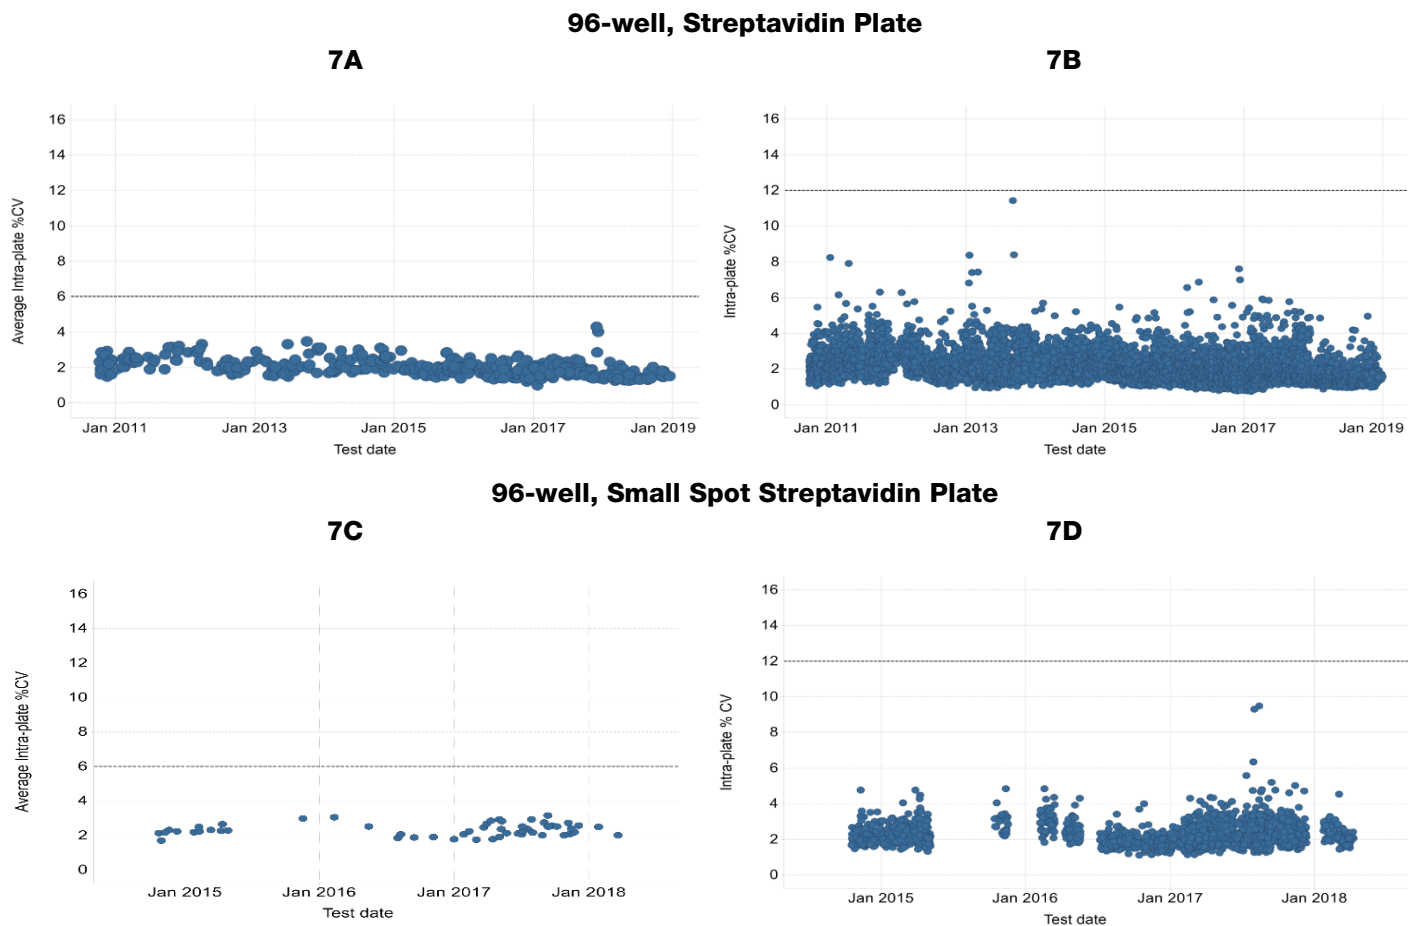 96-well, Streptavidin Plate
7A
7B
16
14
12
10
8
6
4
2
0
Average Intra-plate %CV
Jan 2011
Jan 2013
Jan 2015
Jan 2017
Jan 2019
Test date
16
14
12
10
8
6
4
2
0
Intra-plate %CV
Jan 2011
Jan 2013
Jan 2015
Jan 2017
Jan 2019
Test date
96-well, Small Spot Streptavidin Plate
7C
7D
16
14
12
10
8
6
4
2
0
Average Intra-plate %CV
Jan 2015
Jan 2016
Jan 2017
Jan 2018
Test date
16
14
12
10
8
6
4
2
0
Intra-plate % CV
Jan 2015
Jan 2016
Jan 2017
Jan 2018
Test date